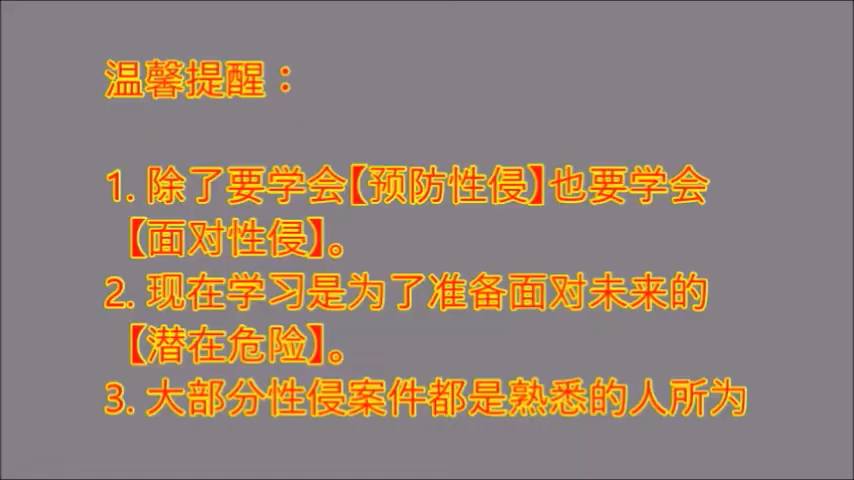 温馨提醒：
1. 除了要学会【预防性侵】也要学会
【面对性侵】。
2. 现在学习是为了准备面对未来的
【潜在危险】。
3. 大部分性侵案件都是熟悉的人所为